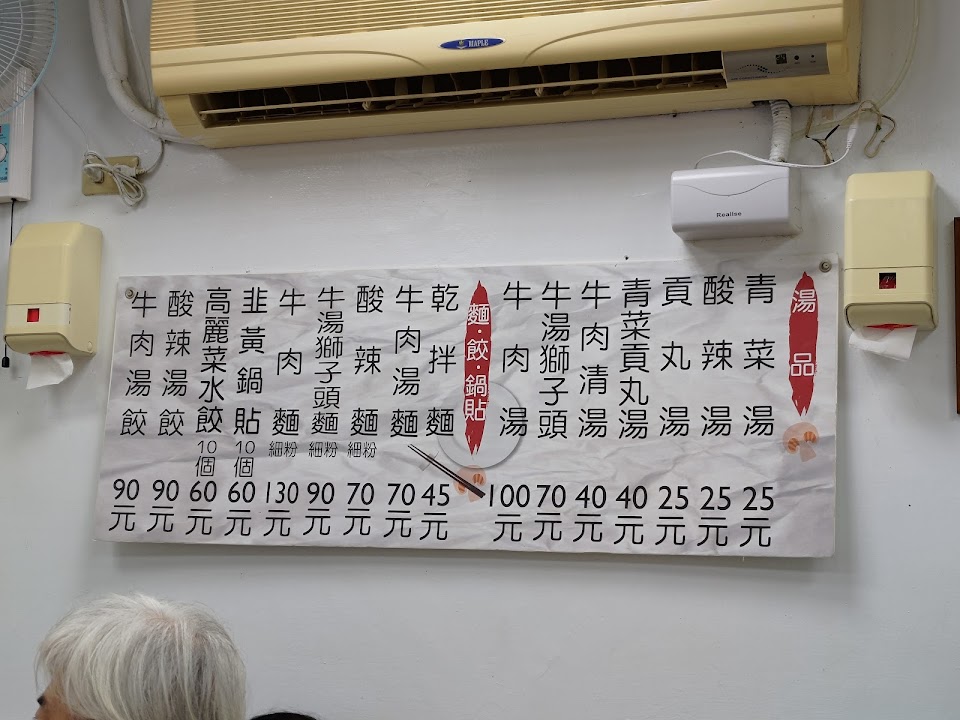 MAPLE
Realise
湯品
青菜湯 25元
酸辣湯 25元
貢丸湯 25元
青菜貢丸湯 40元
牛肉清湯 40元
牛湯獅子頭 70元
牛肉湯 100元
麵·餃·鍋貼
乾拌麵 45元
牛肉湯麵 70元
酸辣麵 細粉 70元
牛湯獅子頭麵 細粉 90元
牛肉麵 細粉 130元
韭黃鍋貼 10個 60元
高麗菜水餃 10個 60元
酸辣湯餃 90元
牛肉湯餃 90元